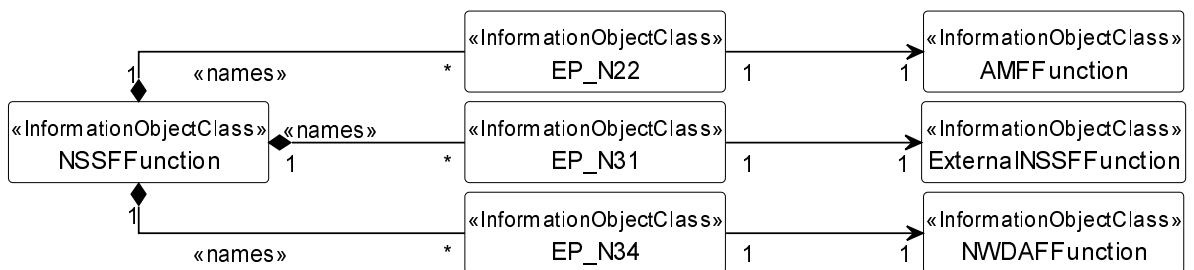 «InformationObjectClass»
EP_N22
«InformationObjectClass»
AMFFunction
1
«names»
*
1
1
«InformationObjectClass»
NSSFFunction
«names»
1
*
«InformationObjectClass»
EP_N31
1
1
«InformationObjectClass»
ExternalNSSFFunction
1
«names»
*
«InformationObjectClass»
EP_N34
1
1
«InformationObjectClass»
NWDAFFunction